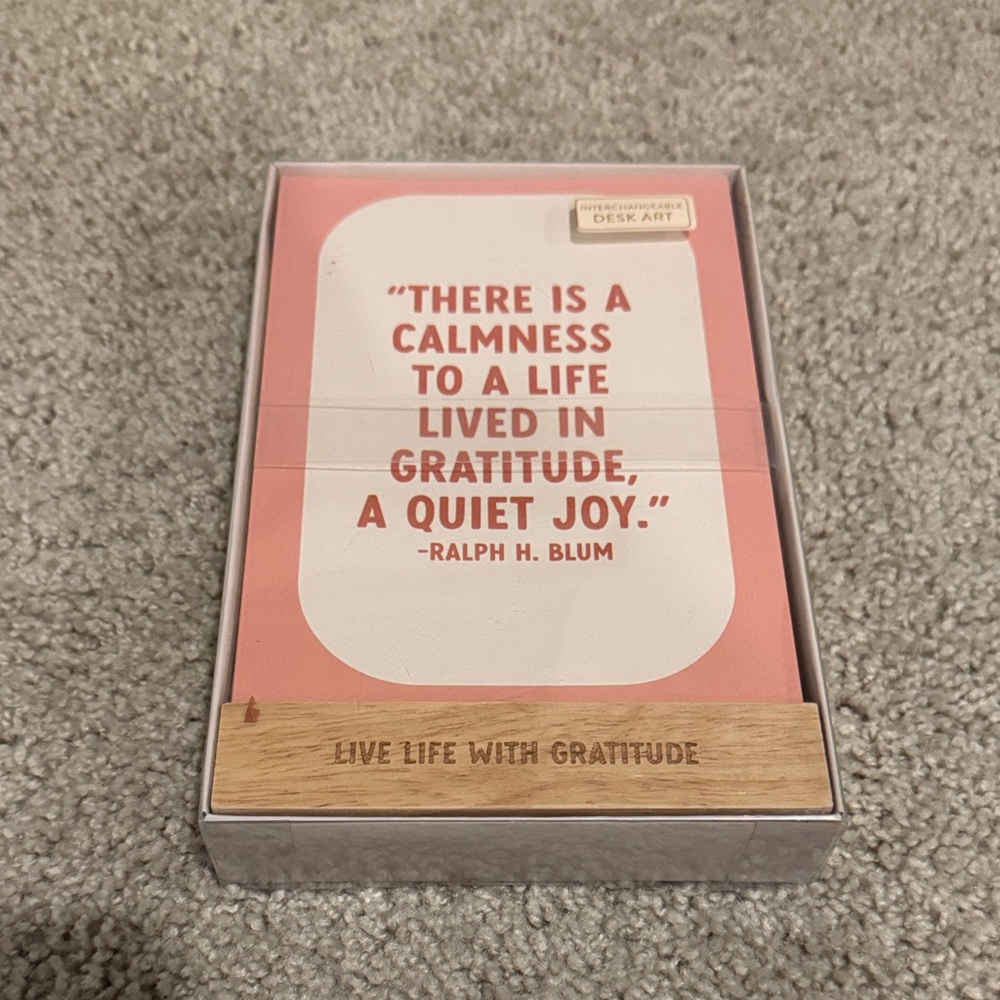 INTERCHANGEABLE
DESK ART
“THERE IS A
CALMNESS
TO A LIFE
LIVED IN
GRATITUDE,
A QUIET JOY.”
-RALPH H. BLUM
LIVE LIFE WITH GRATITUDE